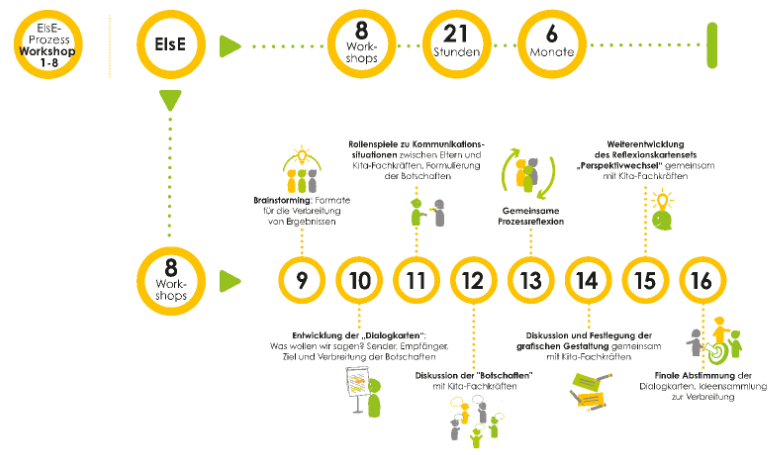 ElsE-
Prozess
Workshop
1-8
ElsE
8
Work-
shops
21
Stunden
6
Monate
Brainstorming: Formate
für die Verbreitung
von Ergebnissen
Rollenspiele zu Kommunikations-
situationen zwischen Eltern und
Kita-Fachkräften, Formulierung
der Botschaften
Gemeinsame
Prozessreflexion
Weiterentwicklung
des Reflexionskartensets
„Perspektivwechsel“ gemeinsam
mit Kita-Fachkräften
8
Work-
shops
9
10
11
12
13
14
15
16
Entwicklung der „Dialogkarten“:
Was wollen wir sagen? Sender, Empfänger,
Ziel und Verbreitung der Botschaften
Diskussion der "Botschaften"
mit Kita-Fachkräften
Diskussion und Festlegung der
grafischen Gestaltung gemeinsam
mit Kita-Fachkräften
Finale Abstimmung der
Dialogkarten, Ideensammlung
zur Verbreitung